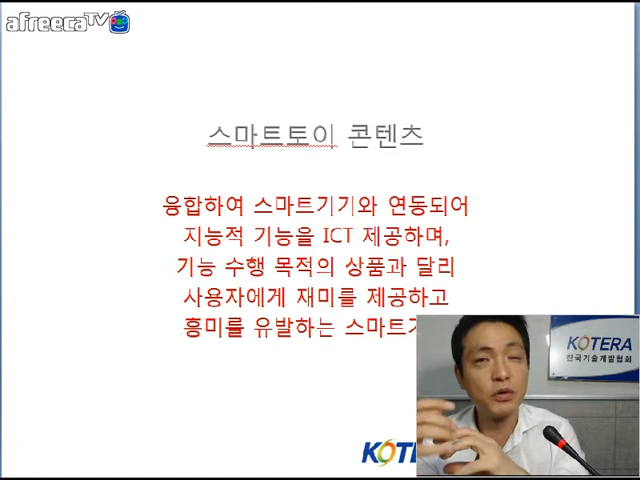 afreecaTV
스마트토이 콘텐츠
융합하여 스마트기기와 연동되어
지능적 기능을 ICT 제공하며,
기능 수행 목적의 상품과 달리
사용자에게 재미를 제공하고
흥미를 유발하는
KOTERA
한국기술개발협회